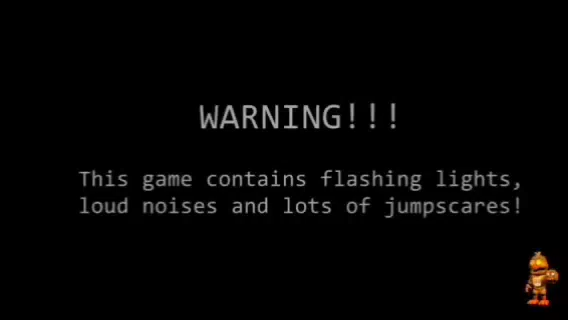 WARNING!!!
This game contains flashing lights,
loud noises and lots of jumpscares!